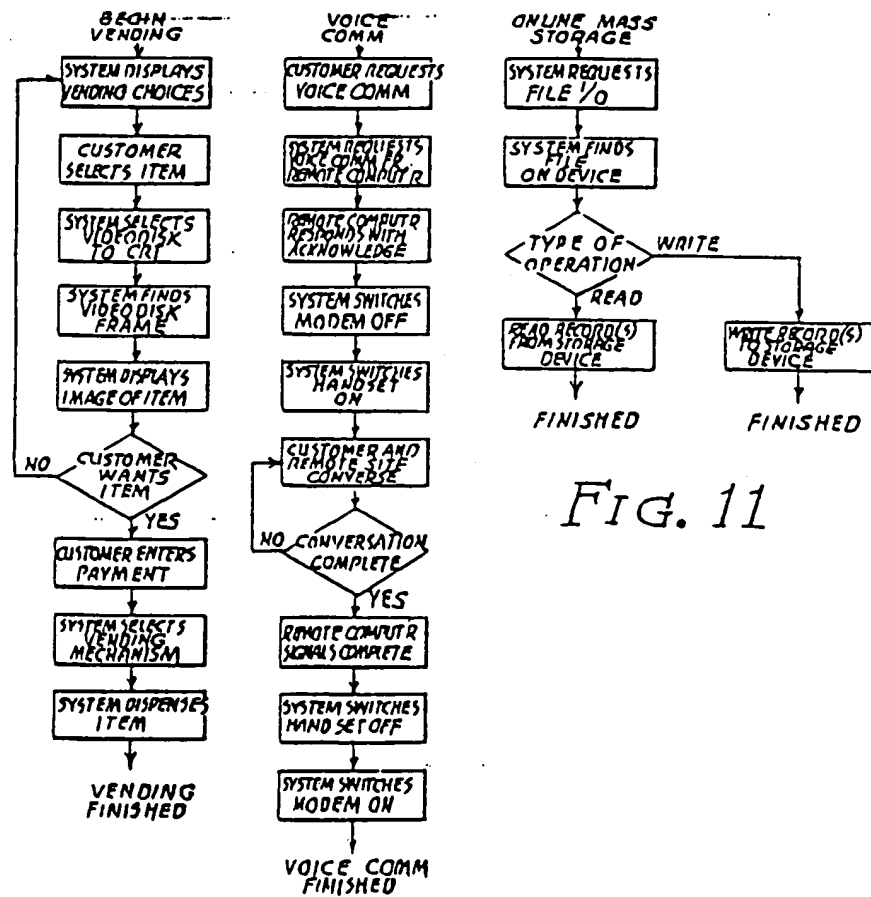 BEGIN
VENDING
SYSTEM DISPLAYS
VENDING CHOICES
CUSTOMER
SELECTS ITEM
SYSTEM SELECTS
VIDEODISK
TO CRT
SYSTEM FINDS
VIDEODISK
FRAME
SYSTEM DISPLAYS
IMAGE OF ITEM
CUSTOMER
WANTS
ITEM
NO
YES
CUSTOMER ENTERS
PAYMENT
SYSTEM SELECTS
VENDING
MECHANISM
SYSTEM DISPENSES
ITEM
VENDING
FINISHED
VOICE
COMM
CUSTOMER REQUESTS
VOICE COMM
SYSTEM REQUESTS
VOICE COMM FR
REMOTE COMPUTR
REMOTE COMPUTR
RESPONDS WITH
ACKNOWLEDGE
SYSTEM SWITCHES
MODEM OFF
SYSTEM SWITCHES
HANDSET
ON
CUSTOMER AND
REMOTE SITE
CONVERSE
NO
CONVERSATION
COMPLETE
YES
REMOTE COMPUTR
SIGNALS COMPLETE
SYSTEM SWITCHES
HAND SET OFF
SYSTEM SWITCHES
MODEM ON
VOICE COMM
FINISHED
ONLINE MASS
STORAGE
SYSTEM REQUESTS
FILE I/O
SYSTEM FINDS
FILE
ON DEVICE
TYPE OF
OPERATION
WRITE
READ
READ RECORD(S)
FROM STORAGE
DEVICE
FINISHED
WRITE RECORD(S)
TO STORAGE
DEVICE
FINISHED
FIG. 11